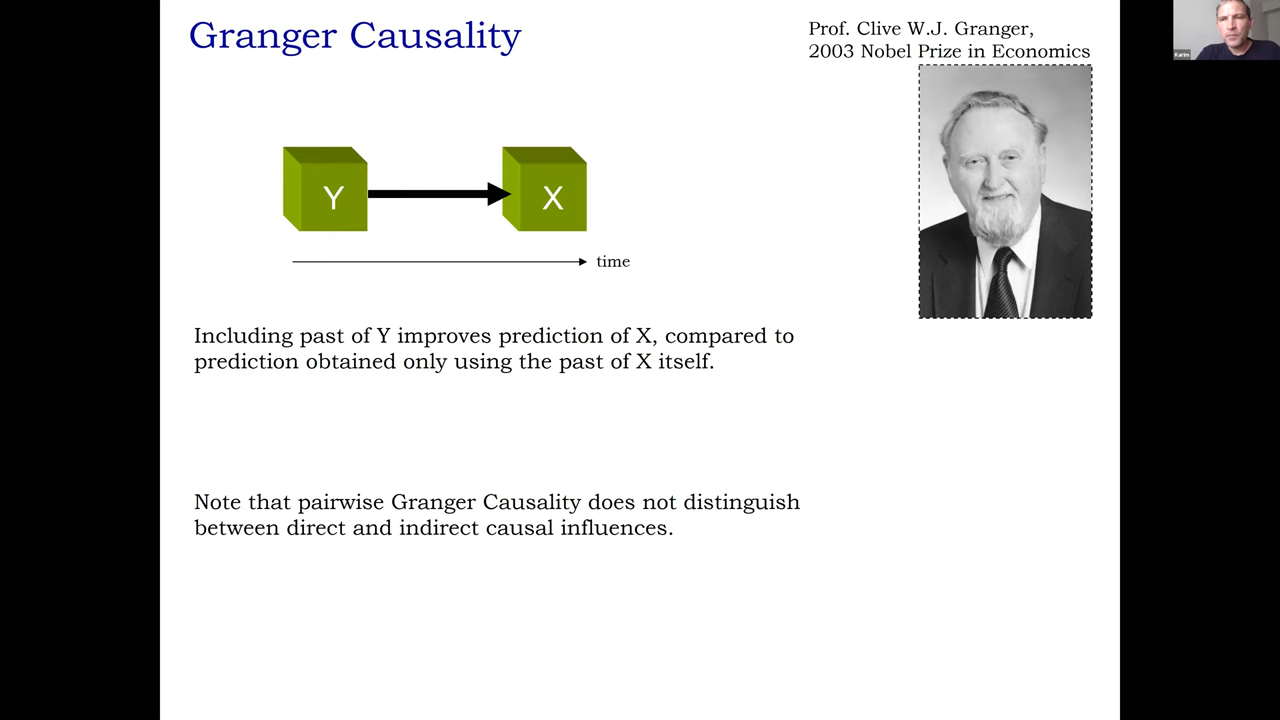 Granger Causality
Prof. Clive W.J. Granger,
2003 Nobel Prize in Economics
Karim
Y
X
time
Including past of Y improves prediction of X, compared to
prediction obtained only using the past of X itself.
Note that pairwise Granger Causality does not distinguish
between direct and indirect causal influences.